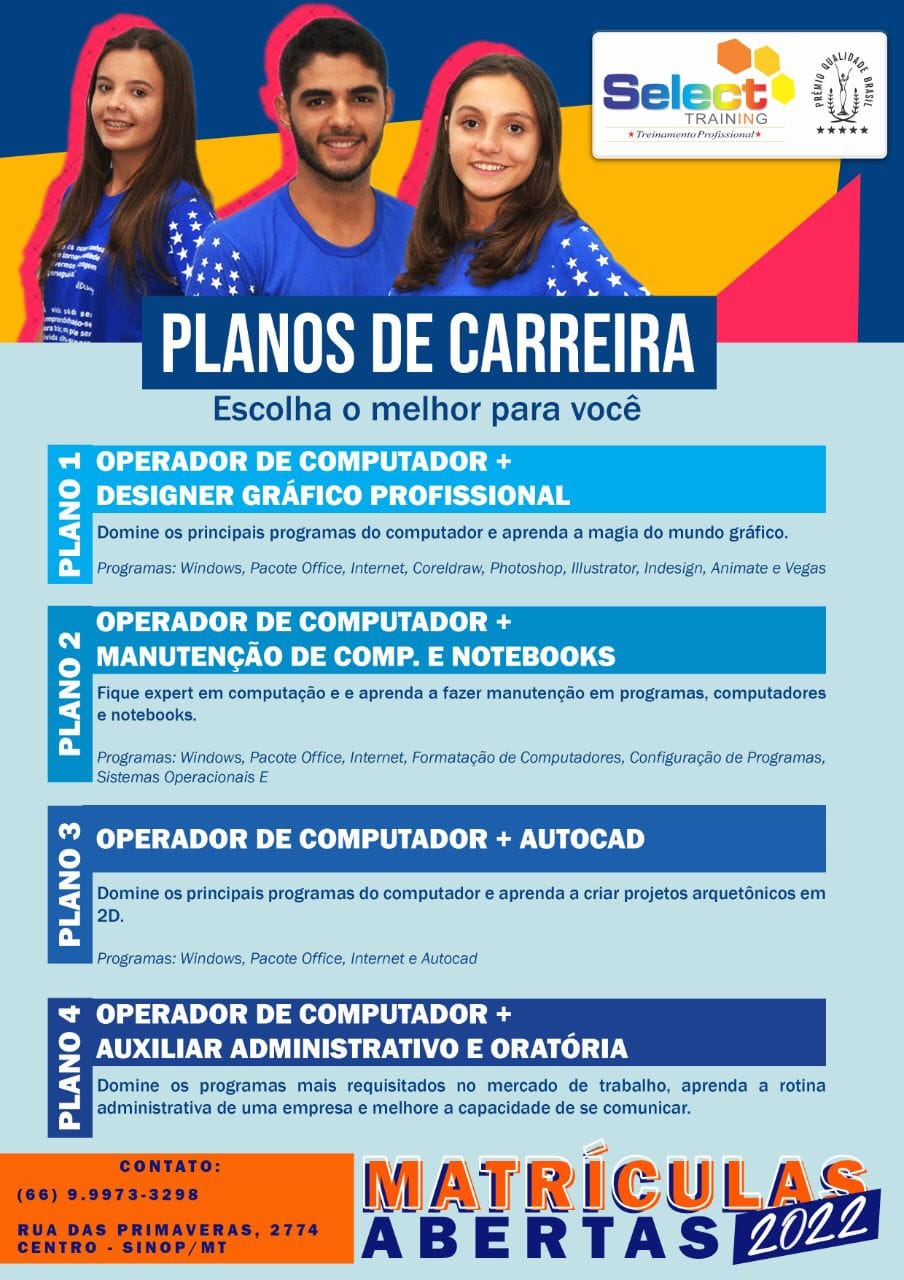 Select
TRAINING
Treinamento Profissional
PRÊMIO QUALIDADE BRASIL
PLANOS DE CARREIRA
Escolha o melhor para você
PLANO 1
OPERADOR DE COMPUTADOR +
DESIGNER GRÁFICO PROFISSIONAL
Domine os principais programas do computador e aprenda a magia do mundo gráfico.
Programas: Windows, Pacote Office, Internet, Coreldraw, Photoshop, Illustrator, Indesign, Animate e Vegas
PLANO 2
OPERADOR DE COMPUTADOR +
MANUTENÇÃO DE COMP. E NOTEBOOKS
Fique expert em computação e e aprenda a fazer manutenção em programas, computadores
e notebooks.
Programas: Windows, Pacote Office, Internet, Formatação de Computadores, Configuração de Programas,
Sistemas Operacionais E
PLANO 3
OPERADOR DE COMPUTADOR + AUTOCAD
Domine os principais programas do computador e aprenda a criar projetos arquetônicos em
2D.
Programas: Windows, Pacote Office, Internet e Autocad
PLANO 4
OPERADOR DE COMPUTADOR +
AUXILIAR ADMINISTRATIVO E ORATÓRIA
Domine os programas mais requisitados no mercado de trabalho, aprenda a rotina
administrativa de uma empresa e melhore a capacidade de se comunicar.
CONTATO:
(66) 9.9973-3298
RUA DAS PRIMAVERAS, 2774
CENTRO - SINOP/MT
MATRÍCULAS
ABERTAS 2022